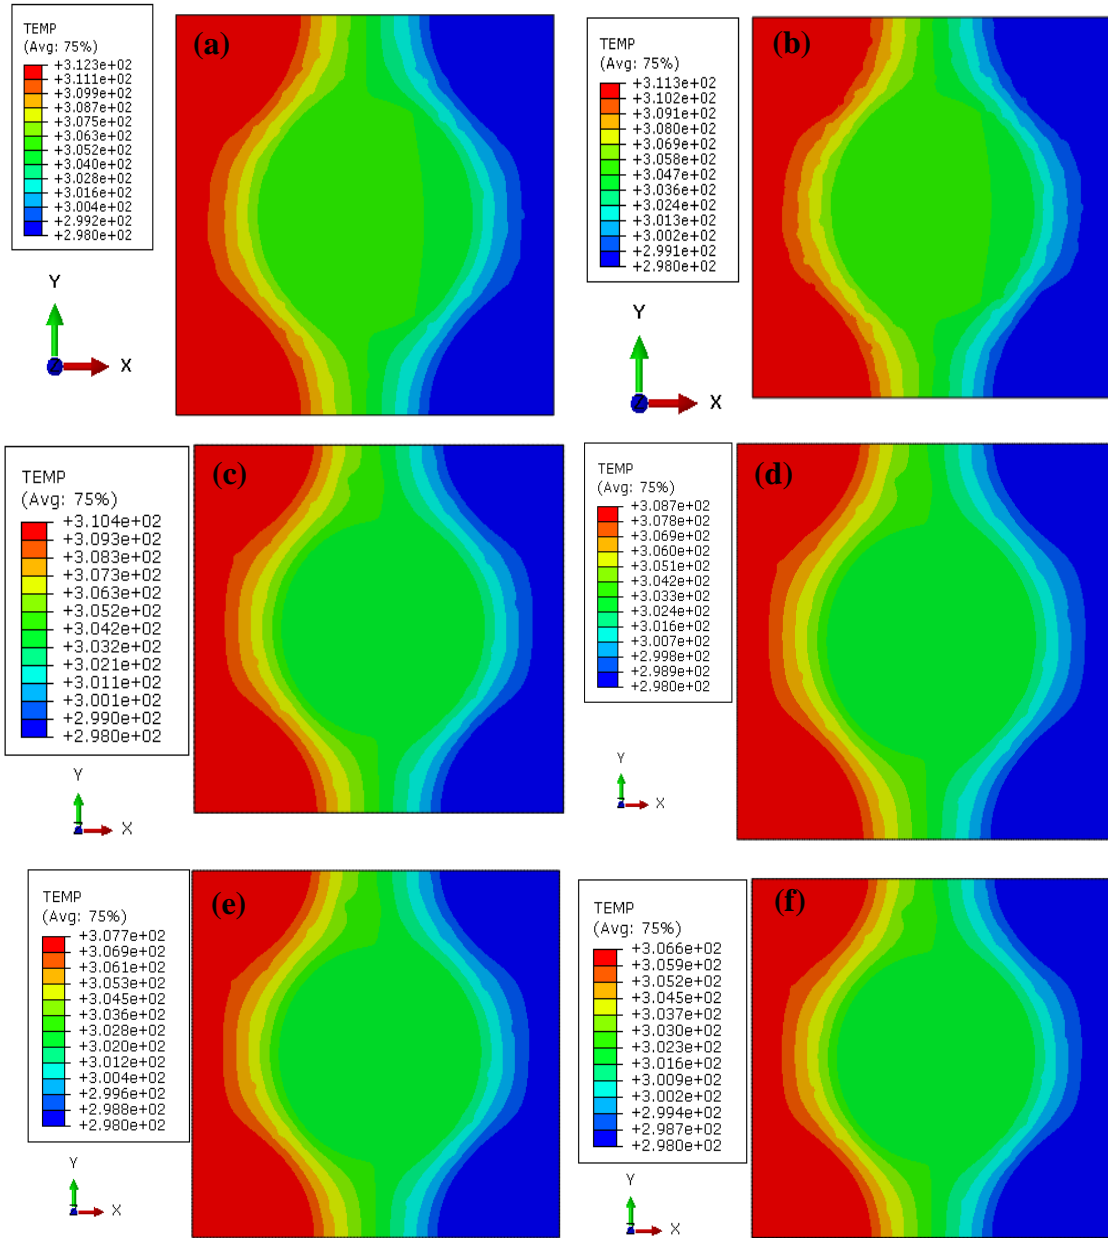 (a)
TEMP
(Avg: 75%)
+3.123e+02
+3.111e+02
+3.099e+02
+3.087e+02
+3.075e+02
+3.063e+02
+3.052e+02
+3.040e+02
+3.028e+02
+3.016e+02
+3.004e+02
+2.992e+02
+2.980e+02
Y
Z
X
(b)
TEMP
(Avg: 75%)
+3.113e+02
+3.102e+02
+3.091e+02
+3.080e+02
+3.069e+02
+3.058e+02
+3.047e+02
+3.036e+02
+3.024e+02
+3.013e+02
+3.002e+02
+2.991e+02
+2.980e+02
Y
Z
X
(c)
TEMP
(Avg: 75%)
+3.104e+02
+3.093e+02
+3.083e+02
+3.073e+02
+3.063e+02
+3.052e+02
+3.042e+02
+3.032e+02
+3.021e+02
+3.011e+02
+3.001e+02
+2.990e+02
+2.980e+02
Y
Z
X
(d)
TEMP
(Avg: 75%)
+3.087e+02
+3.078e+02
+3.069e+02
+3.060e+02
+3.051e+02
+3.042e+02
+3.033e+02
+3.024e+02
+3.016e+02
+3.007e+02
+2.998e+02
+2.989e+02
+2.980e+02
Y
Z
X
(e)
TEMP
(Avg: 75%)
+3.077e+02
+3.069e+02
+3.061e+02
+3.053e+02
+3.045e+02
+3.036e+02
+3.028e+02
+3.020e+02
+3.012e+02
+3.004e+02
+2.996e+02
+2.988e+02
+2.980e+02
Y
Z
X
(f)
TEMP
(Avg: 75%)
+3.066e+02
+3.059e+02
+3.052e+02
+3.045e+02
+3.037e+02
+3.030e+02
+3.023e+02
+3.016e+02
+3.009e+02
+3.002e+02
+2.994e+02
+2.987e+02
+2.980e+02
Y
Z
X